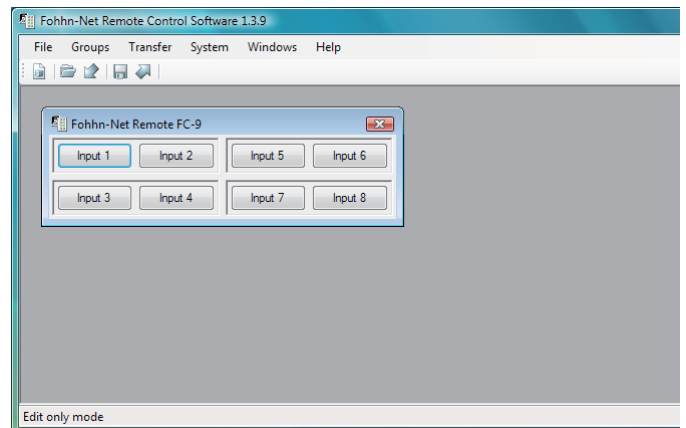 Fohhn-Net Remote Control Software 1.3.9
File Groups Transfer System Windows Help
Fohhn-Net Remote FC-9
Input 1 Input 2 Input 5 Input 6
Input 3 Input 4 Input 7 Input 8
Edit only mode